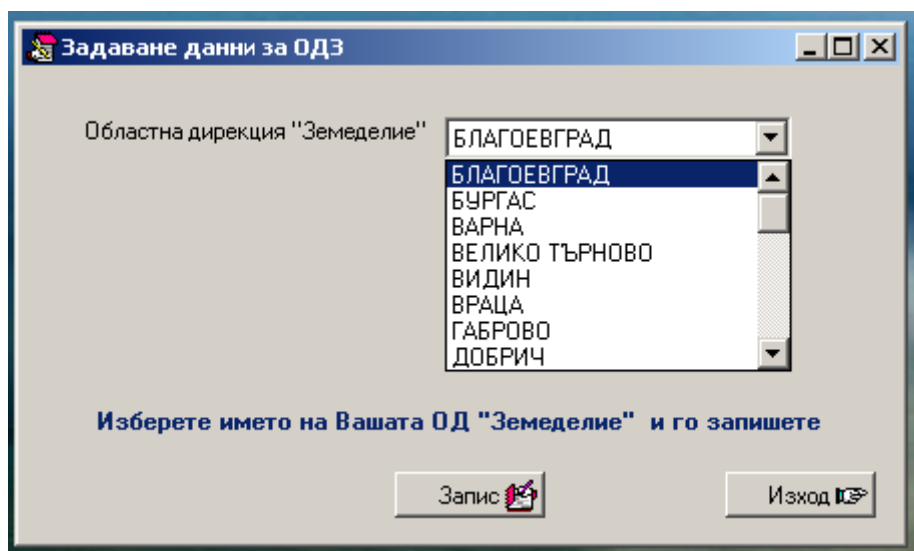 Задаване данни за ОДЗ
Областна дирекция "Земеделие"
БЛАГОЕВГРАД
БЛАГОЕВГРАД
БУРГАС
ВАРНА
ВЕЛИКО ТЪРНОВО
ВИДИН
ВРАЦА
ГАБРОВО
ДОБРИЧ
Изберете името на Вашата ОД "Земеделие" и го запишете
Запис
Изход